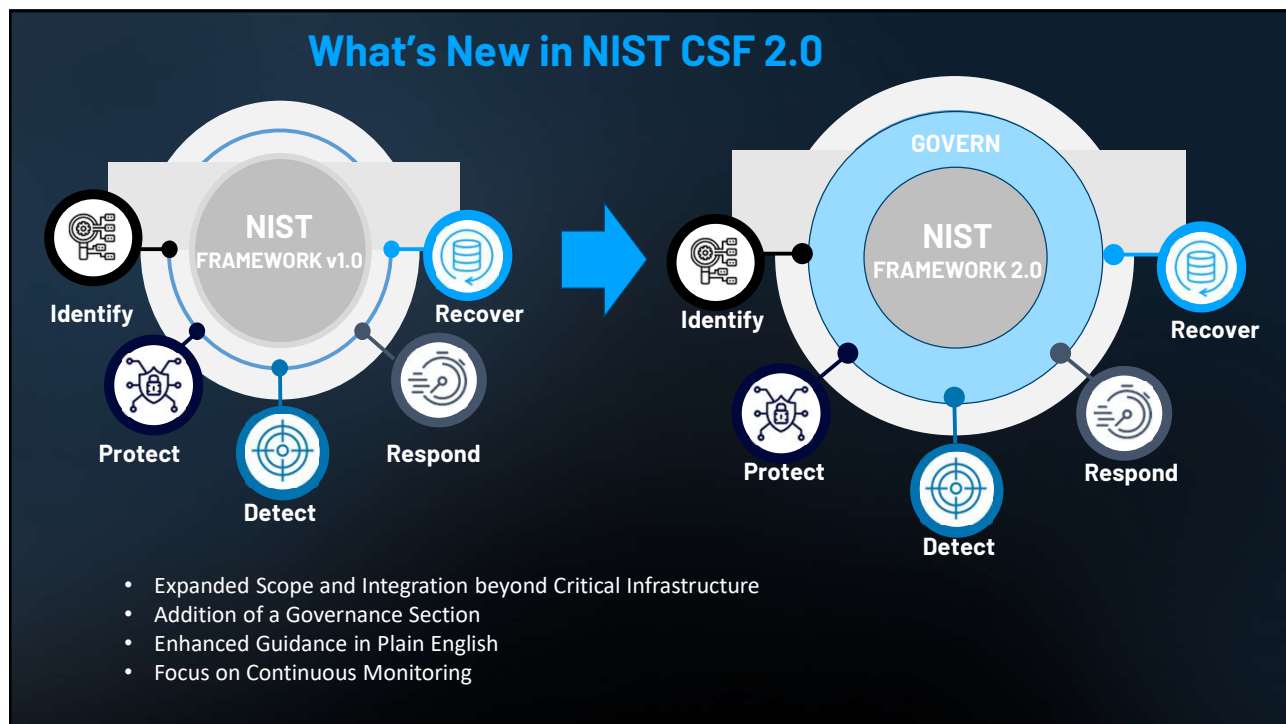 What's New in NIST CSF 2.0
NIST
FRAMEWORK v1.0
Identify
Protect
Detect
Respond
Recover
GOVERN
NIST
FRAMEWORK 2.0
Identify
Protect
Detect
Respond
Recover
• Expanded Scope and Integration beyond Critical Infrastructure
• Addition of a Governance Section
• Enhanced Guidance in Plain English
• Focus on Continuous Monitoring